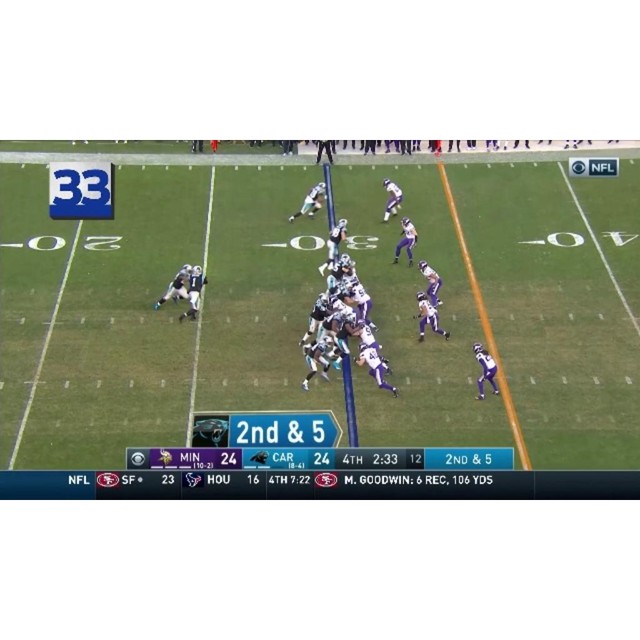 33
NFL
20
30
40
2nd & 5
MIN
(10-2)
24
CAR
(8-4)
24
4TH
2:33
12
2ND & 5
NFL
SF
23
HOU
16
4TH 7:22
M. GOODWIN: 6 REC, 106 YDS